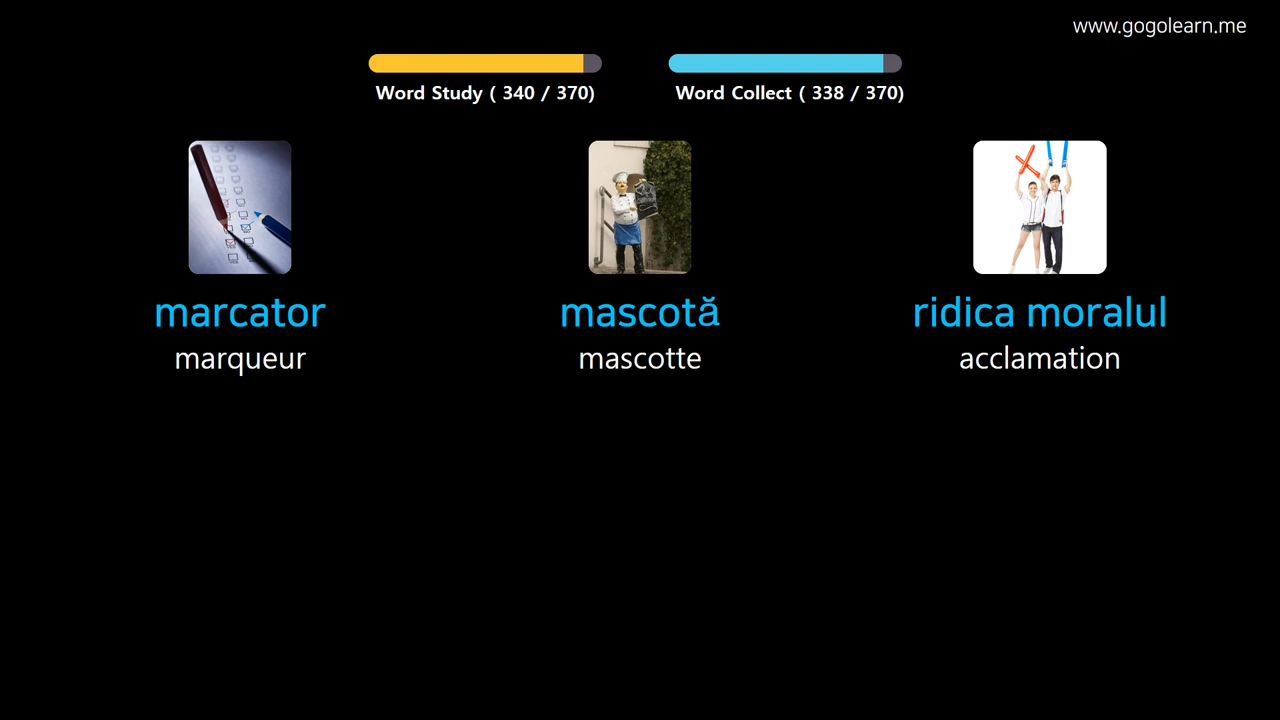 www.gogolearn.me
Word Study ( 340 / 370)
Word Collect ( 338 / 370)
marcator
mascotă
ridica moralul
marqueur
mascotte
acclamation